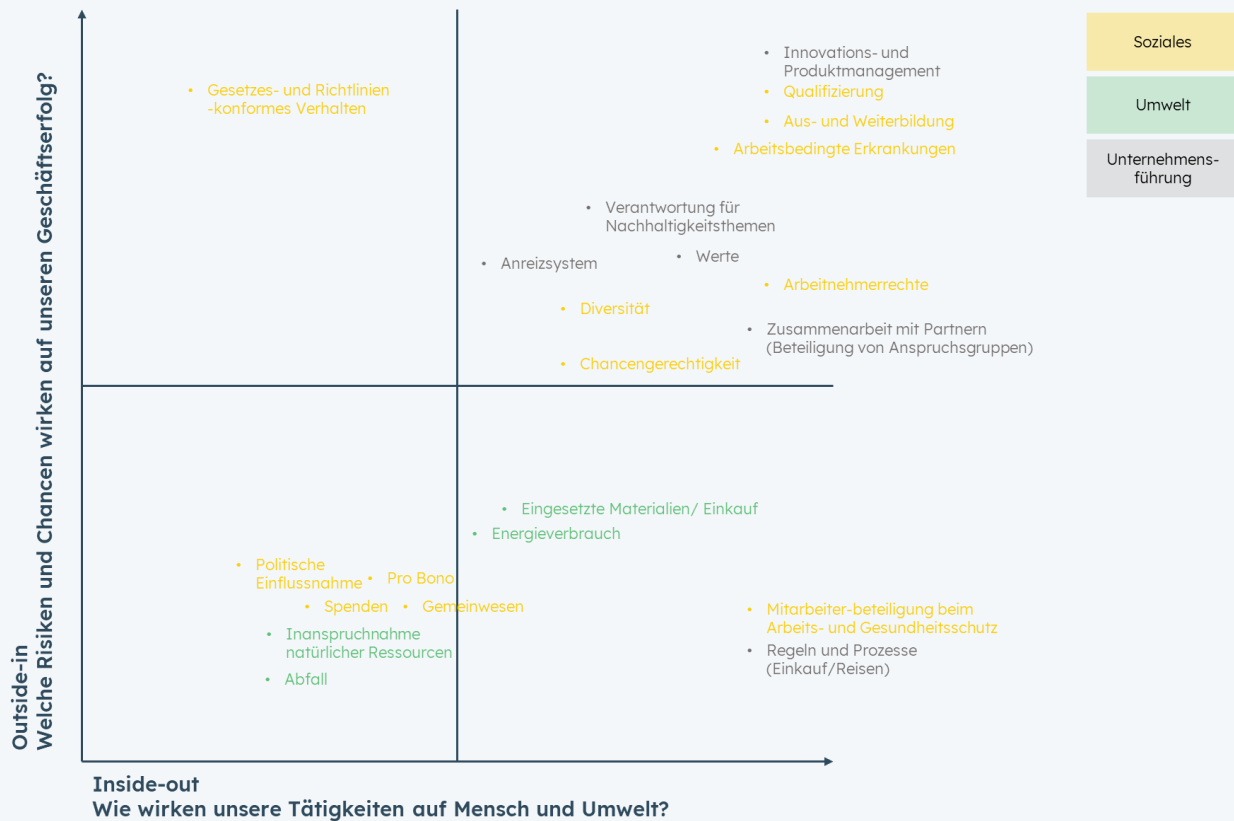 Outside-in
Welche Risiken und Chancen wirken auf unseren Geschäftserfolg?
• Gesetzes- und Richtlinien
-konformes Verhalten
• Innovations- und
Produktmanagement
• Qualifizierung
• Aus- und Weiterbildung
• Arbeitsbedingte Erkrankungen
• Verantwortung für
Nachhaltigkeitsthemen
• Werte
• Anreizsystem
• Arbeitnehmerrechte
• Diversität
• Zusammenarbeit mit Partnern
(Beteiligung von Anspruchsgruppen)
• Chancengerechtigkeit
• Eingesetzte Materialien/ Einkauf
• Energieverbrauch
• Politische
Einflussnahme
• Pro Bono
• Spenden
• Gemeinwesen
• Inanspruchnahme
natürlicher Ressourcen
• Abfall
• Mitarbeiter-beteiligung beim
Arbeits- und Gesundheitsschutz
• Regeln und Prozesse
(Einkauf/Reisen)
Inside-out
Wie wirken unsere Tätigkeiten auf Mensch und Umwelt?
Soziales
Umwelt
Unternehmens-
führung